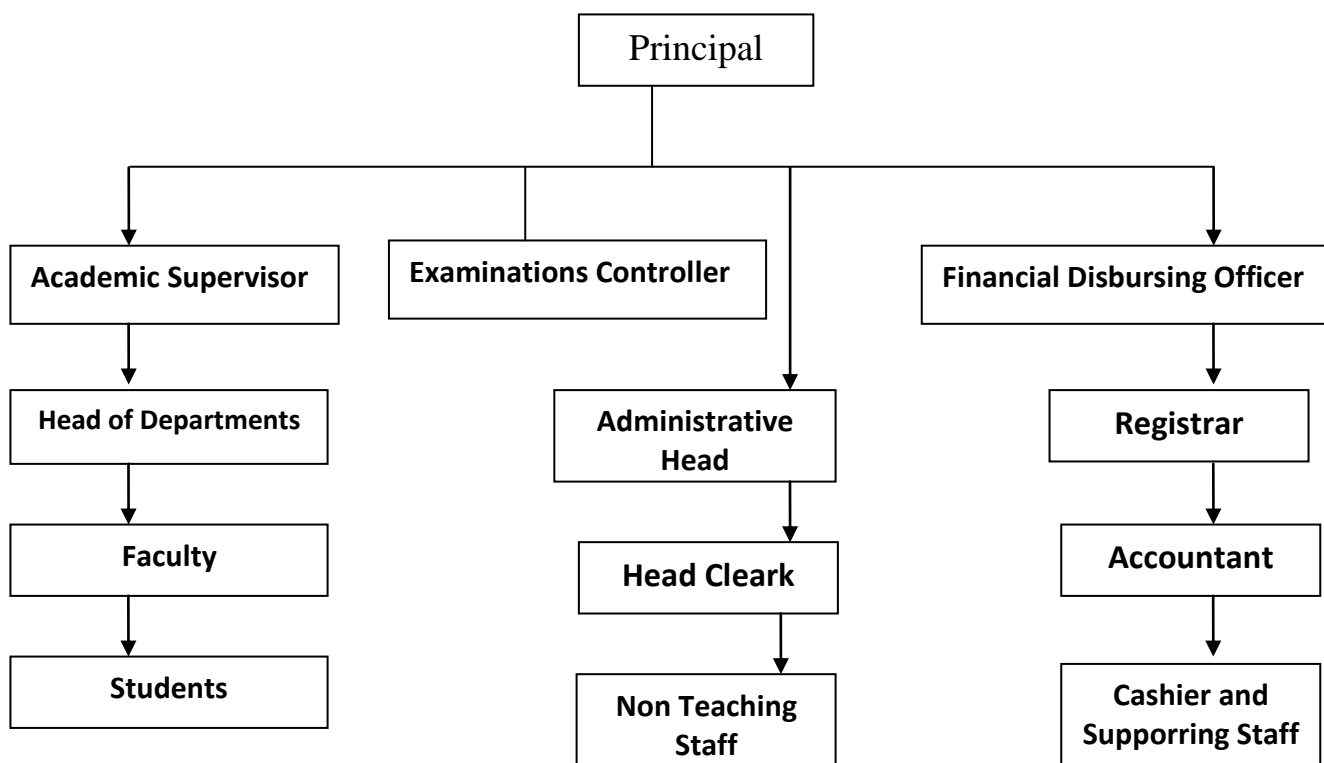 Principal
Academic Supervisor
Examinations Controller
Financial Disbursing Officer
Head of Departments
Administrative
Head
Registrar
Faculty
Head Cleark
Accountant
Students
Non Teaching
Staff
Cashier and
Supporring Staff